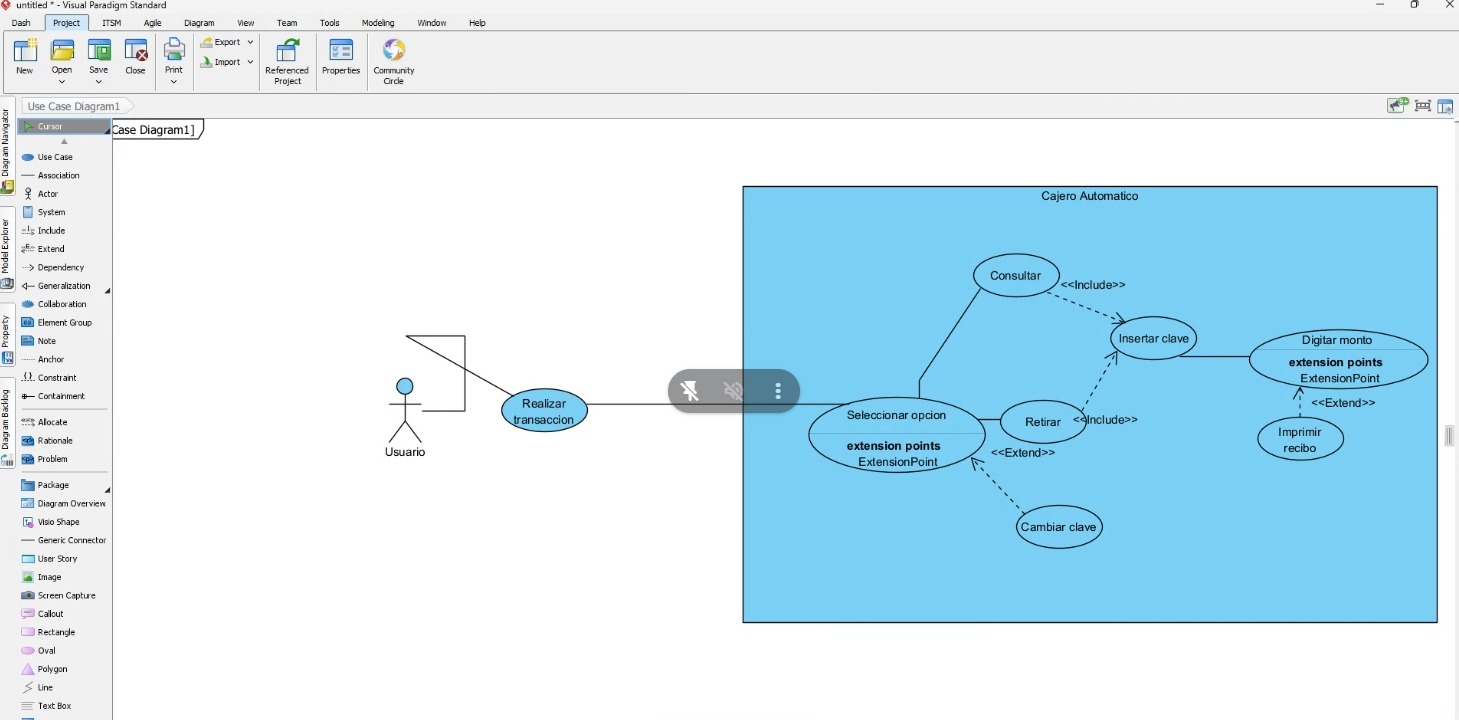 untitled * - Visual Paradigm Standard
Dash Project ITSM Agile Diagram View Team Tools Modeling Window Help
New Open Save Close Print Export Import Referenced Project Properties Community Circle
Use Case Diagram1
Diagram Navigator
Model Explorer
Property
Diagram Backlog
Cursor
Use Case
Association
Actor
System
Include
Extend
Dependency
Generalization
Collaboration
Element Group
Note
Anchor
Constraint
Containment
Allocate
Rationale
Problem
Package
Diagram Overview
Visio Shape
Generic Connector
User Story
Image
Screen Capture
Callout
Rectangle
Oval
Polygon
Line
Text Box
Case Diagram1]
Cajero Automatico
Consultar
<<Include>>
Insertar clave
Digitar monto
extension points
ExtensionPoint
<<Extend>>
Imprimir
recibo
Realizar
transaccion
Usuario
Seleccionar opcion
extension points
ExtensionPoint
Retirar
<<Include>>
<<Extend>>
Cambiar clave